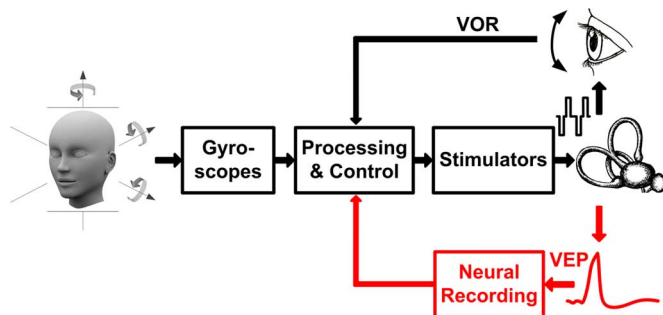 VOR
Gyro-
scopes
Processing
& Control
Stimulators
VEP
Neural
Recording